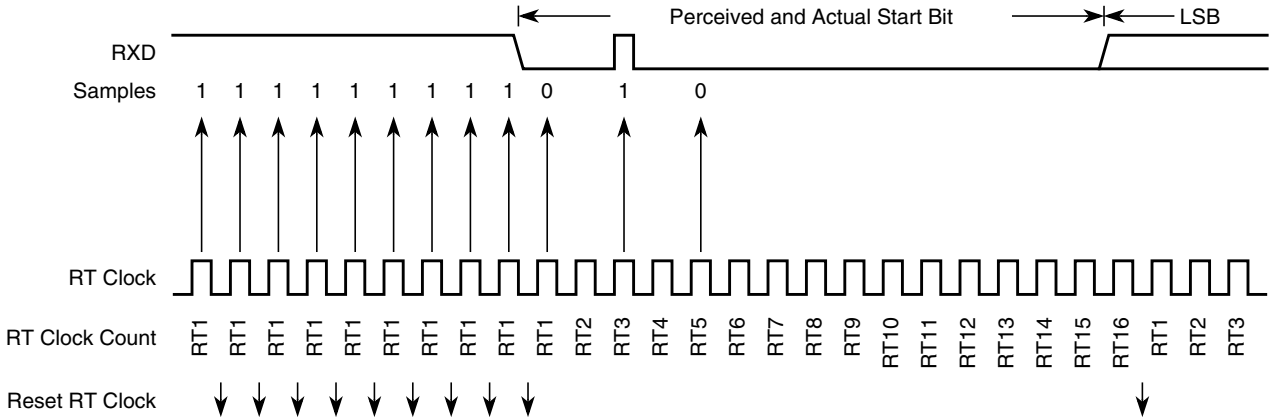 Perceived and Actual Start Bit LSB
RXD
Samples 1 1 1 1 1 1 1 1 1 0 1 0
RT Clock
RT Clock Count RT1 RT1 RT1 RT1 RT1 RT1 RT1 RT1 RT1 RT1 RT2 RT3 RT4 RT5 RT6 RT7 RT8 RT9 RT10 RT11 RT12 RT13 RT14 RT15 RT16 RT1 RT2 RT3
Reset RT Clock